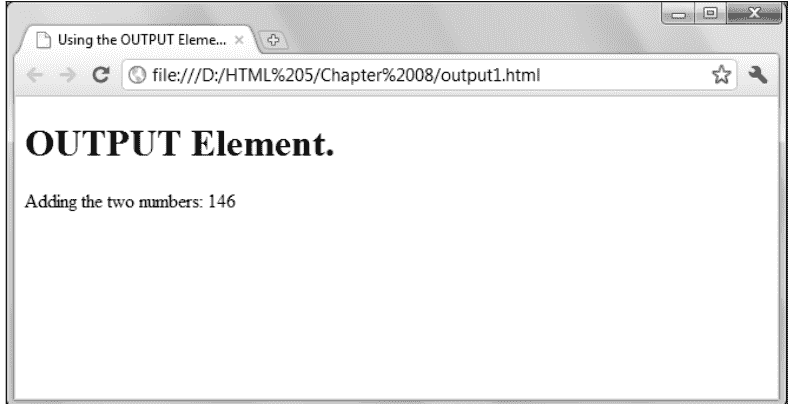 Using the OUTPUT Eleme...
file:///D:/HTML%205/Chapter%2008/output1.html
OUTPUT Element.
Adding the two numbers: 146